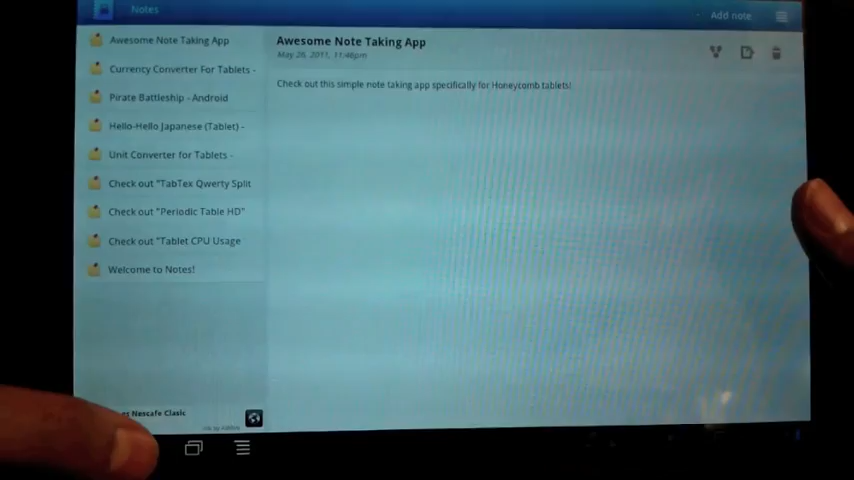 Notes
Add note
Awesome Note Taking App
Currency Converter For Tablets -
Pirate Battleship - Android
Hello-Hello Japanese (Tablet) -
Unit Converter for Tablets -
Check out "TabTex Qwerty Split
Check out "Periodic Table HD"
Check out "Tablet CPU Usage
Welcome to Notes!
Nescafe Clasic
Awesome Note Taking App
May 26, 2011, 11:46pm
Check out this simple note taking app specifically for Honeycomb tablets!